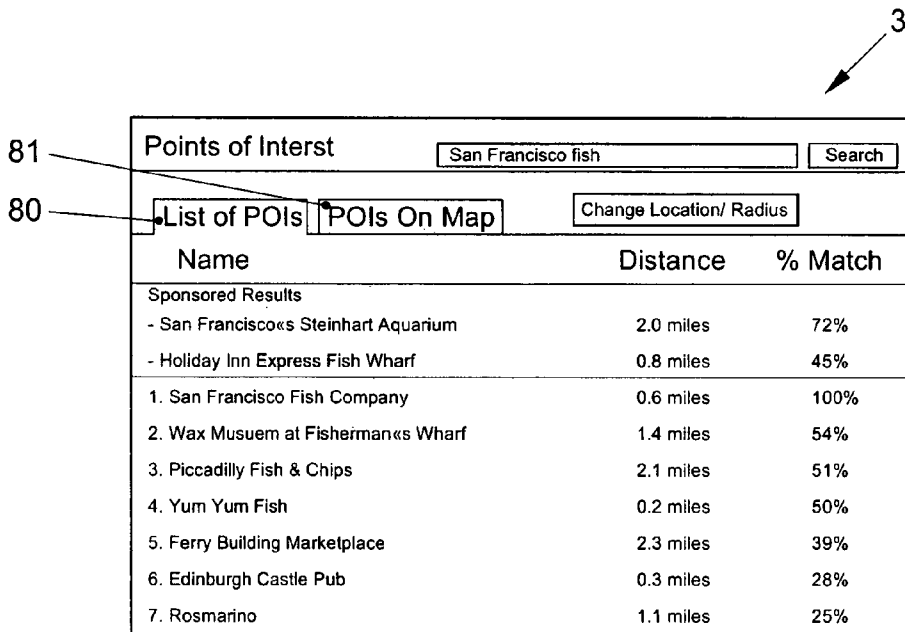 3
Points of Interst San Francisco fish Search
81
80 List of POIs POIs On Map Change Location/ Radius
Name Distance % Match
Sponsored Results
- San Francisco«s Steinhart Aquarium 2.0 miles 72%
- Holiday Inn Express Fish Wharf 0.8 miles 45%
1. San Francisco Fish Company 0.6 miles 100%
2. Wax Musuem at Fisherman«s Wharf 1.4 miles 54%
3. Piccadilly Fish & Chips 2.1 miles 51%
4. Yum Yum Fish 0.2 miles 50%
5. Ferry Building Marketplace 2.3 miles 39%
6. Edinburgh Castle Pub 0.3 miles 28%
7. Rosmarino 1.1 miles 25%